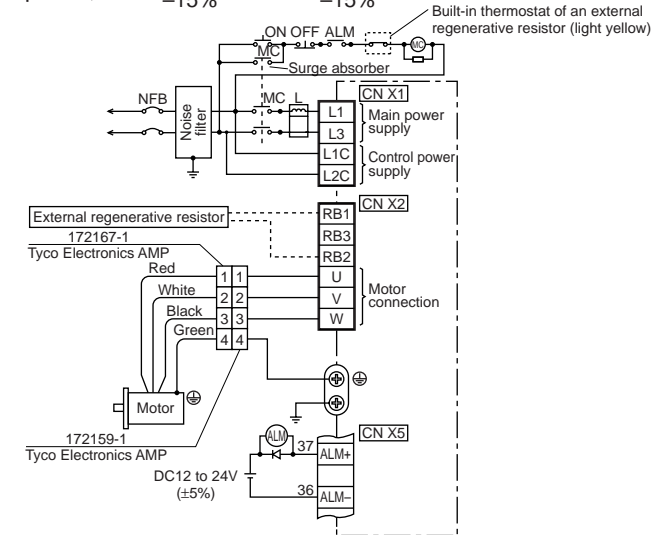 −15%
−15%
Built-in thermostat of an external
regenerative resistor (light yellow)
ON OFF ALM
MC
MC
Surge absorber
CN X1
NFB
Noise
filter
MC L
L1
L3
L1C
L2C
Main power
supply
Control power
supply
CN X2
External regenerative resistor
RB1
RB3
RB2
U
V
W
172167-1
Tyco Electronics AMP
Red
White
Black
Green
1 1
2 2
3 3
4 4
Motor
connection
Motor
172159-1
Tyco Electronics AMP
CN X5
ALM
37
ALM+
DC12 to 24V
(±5%)
36
ALM−